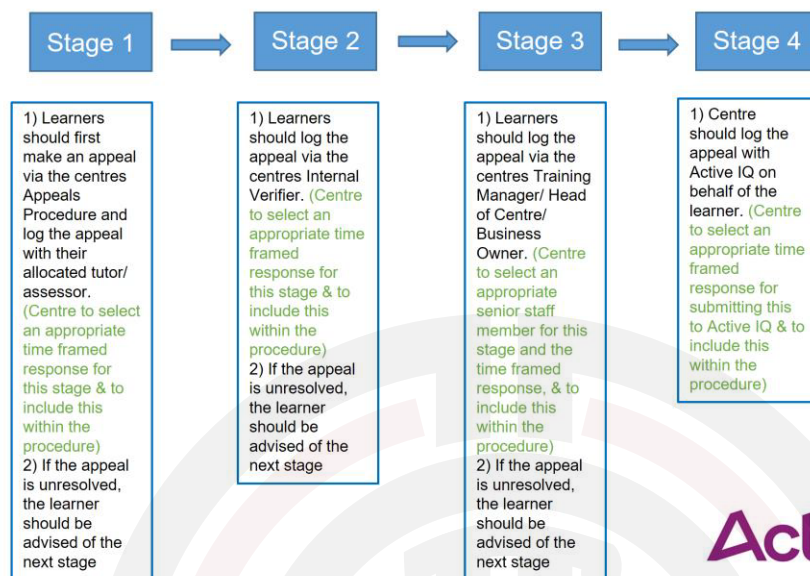 Stage 1
Stage 2
Stage 3
Stage 4
1) Learners
should first
make an appeal
via the centres
Appeals
Procedure and
log the appeal
with their
allocated tutor/
assessor.
(Centre to select
an appropriate
time framed
response for
this stage & to
include this
within the
procedure)
2) If the appeal
is unresolved,
the learner
should be
advised of the
next stage
1) Learners
should log the
appeal via the
centres Internal
Verifier. (Centre
to select an
appropriate time
framed
response for
this stage & to
include this
within the
procedure)
2) If the appeal
is unresolved,
the learner
should be
advised of the
next stage
1) Learners
should log the
appeal via the
centres Training
Manager/ Head
of Centre/
Business
Owner. (Centre
to select an
appropriate
senior staff
member for this
stage and the
time framed
response, & to
include this
within the
procedure)
2) If the appeal
is unresolved,
the learner
should be
advised of the
next stage
1) Centre
should log the
appeal with
Active IQ on
behalf of the
learner. (Centre
to select an
appropriate time
framed
response for
submitting this
to Active IQ & to
include this
within the
procedure)
Act